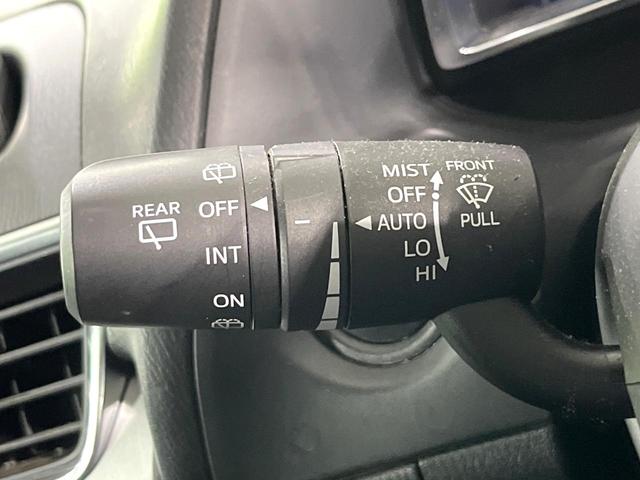 REAR
OFF
INT
ON
–
MIST
OFF
AUTO
LO
HI
FRONT
PULL